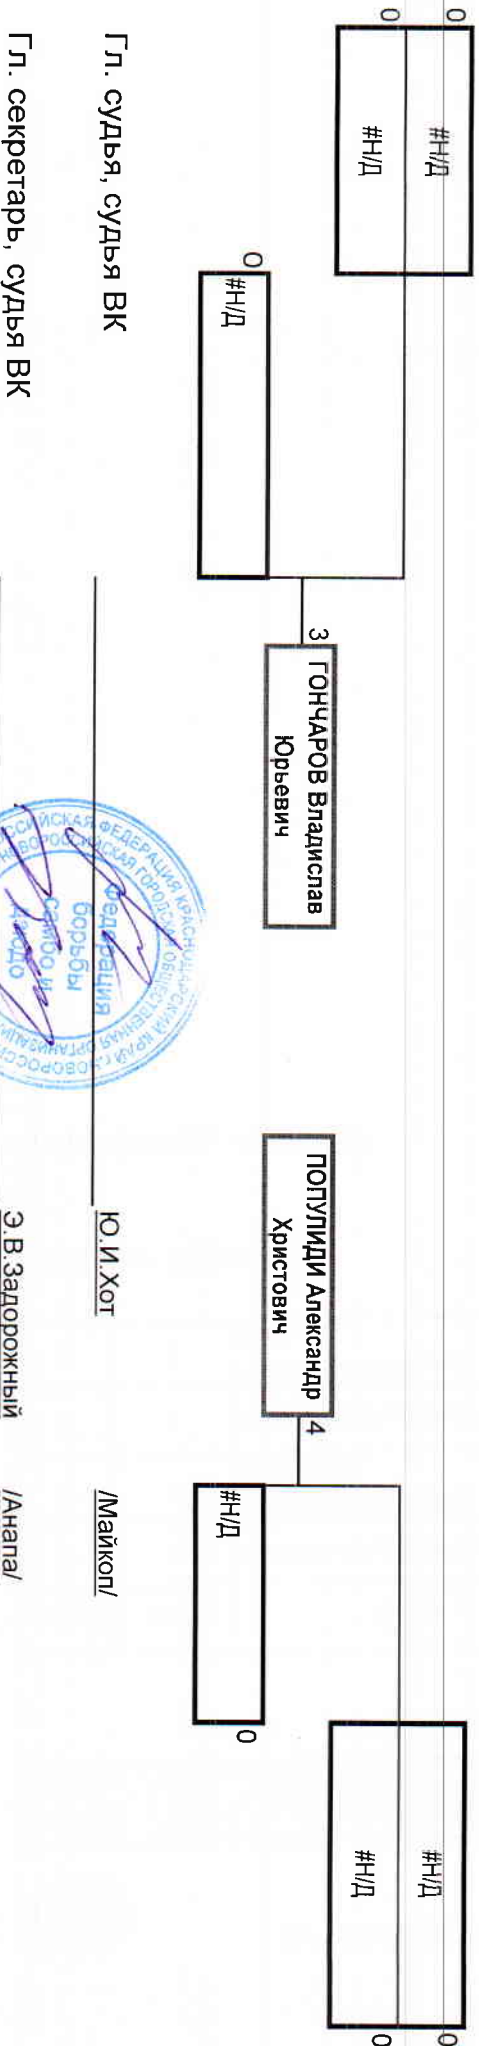 0 #Н/Д #Н/Д 0
0 #Н/Д #Н/Д 0
3 ГОНЧАРОВ Владислав Юрьевич
ПОПУЛИДИ Александр Христович 4
0 #Н/Д #Н/Д 0
Гл. судья, судья ВК Ю.И.Хот /Майкоп/
Гл. секретарь, судья ВК Э.В.Задорожный /Анапа/
Федерация
борьбы
самбо и
дзюдо